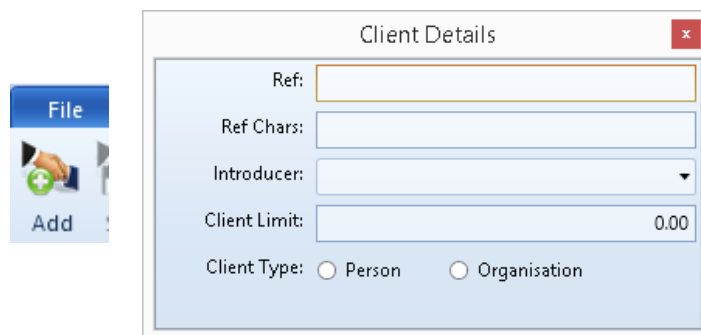 File
Add
Client Details
x
Ref:
Ref Chars:
Introducer:
Client Limit: 0.00
Client Type: Person Organisation